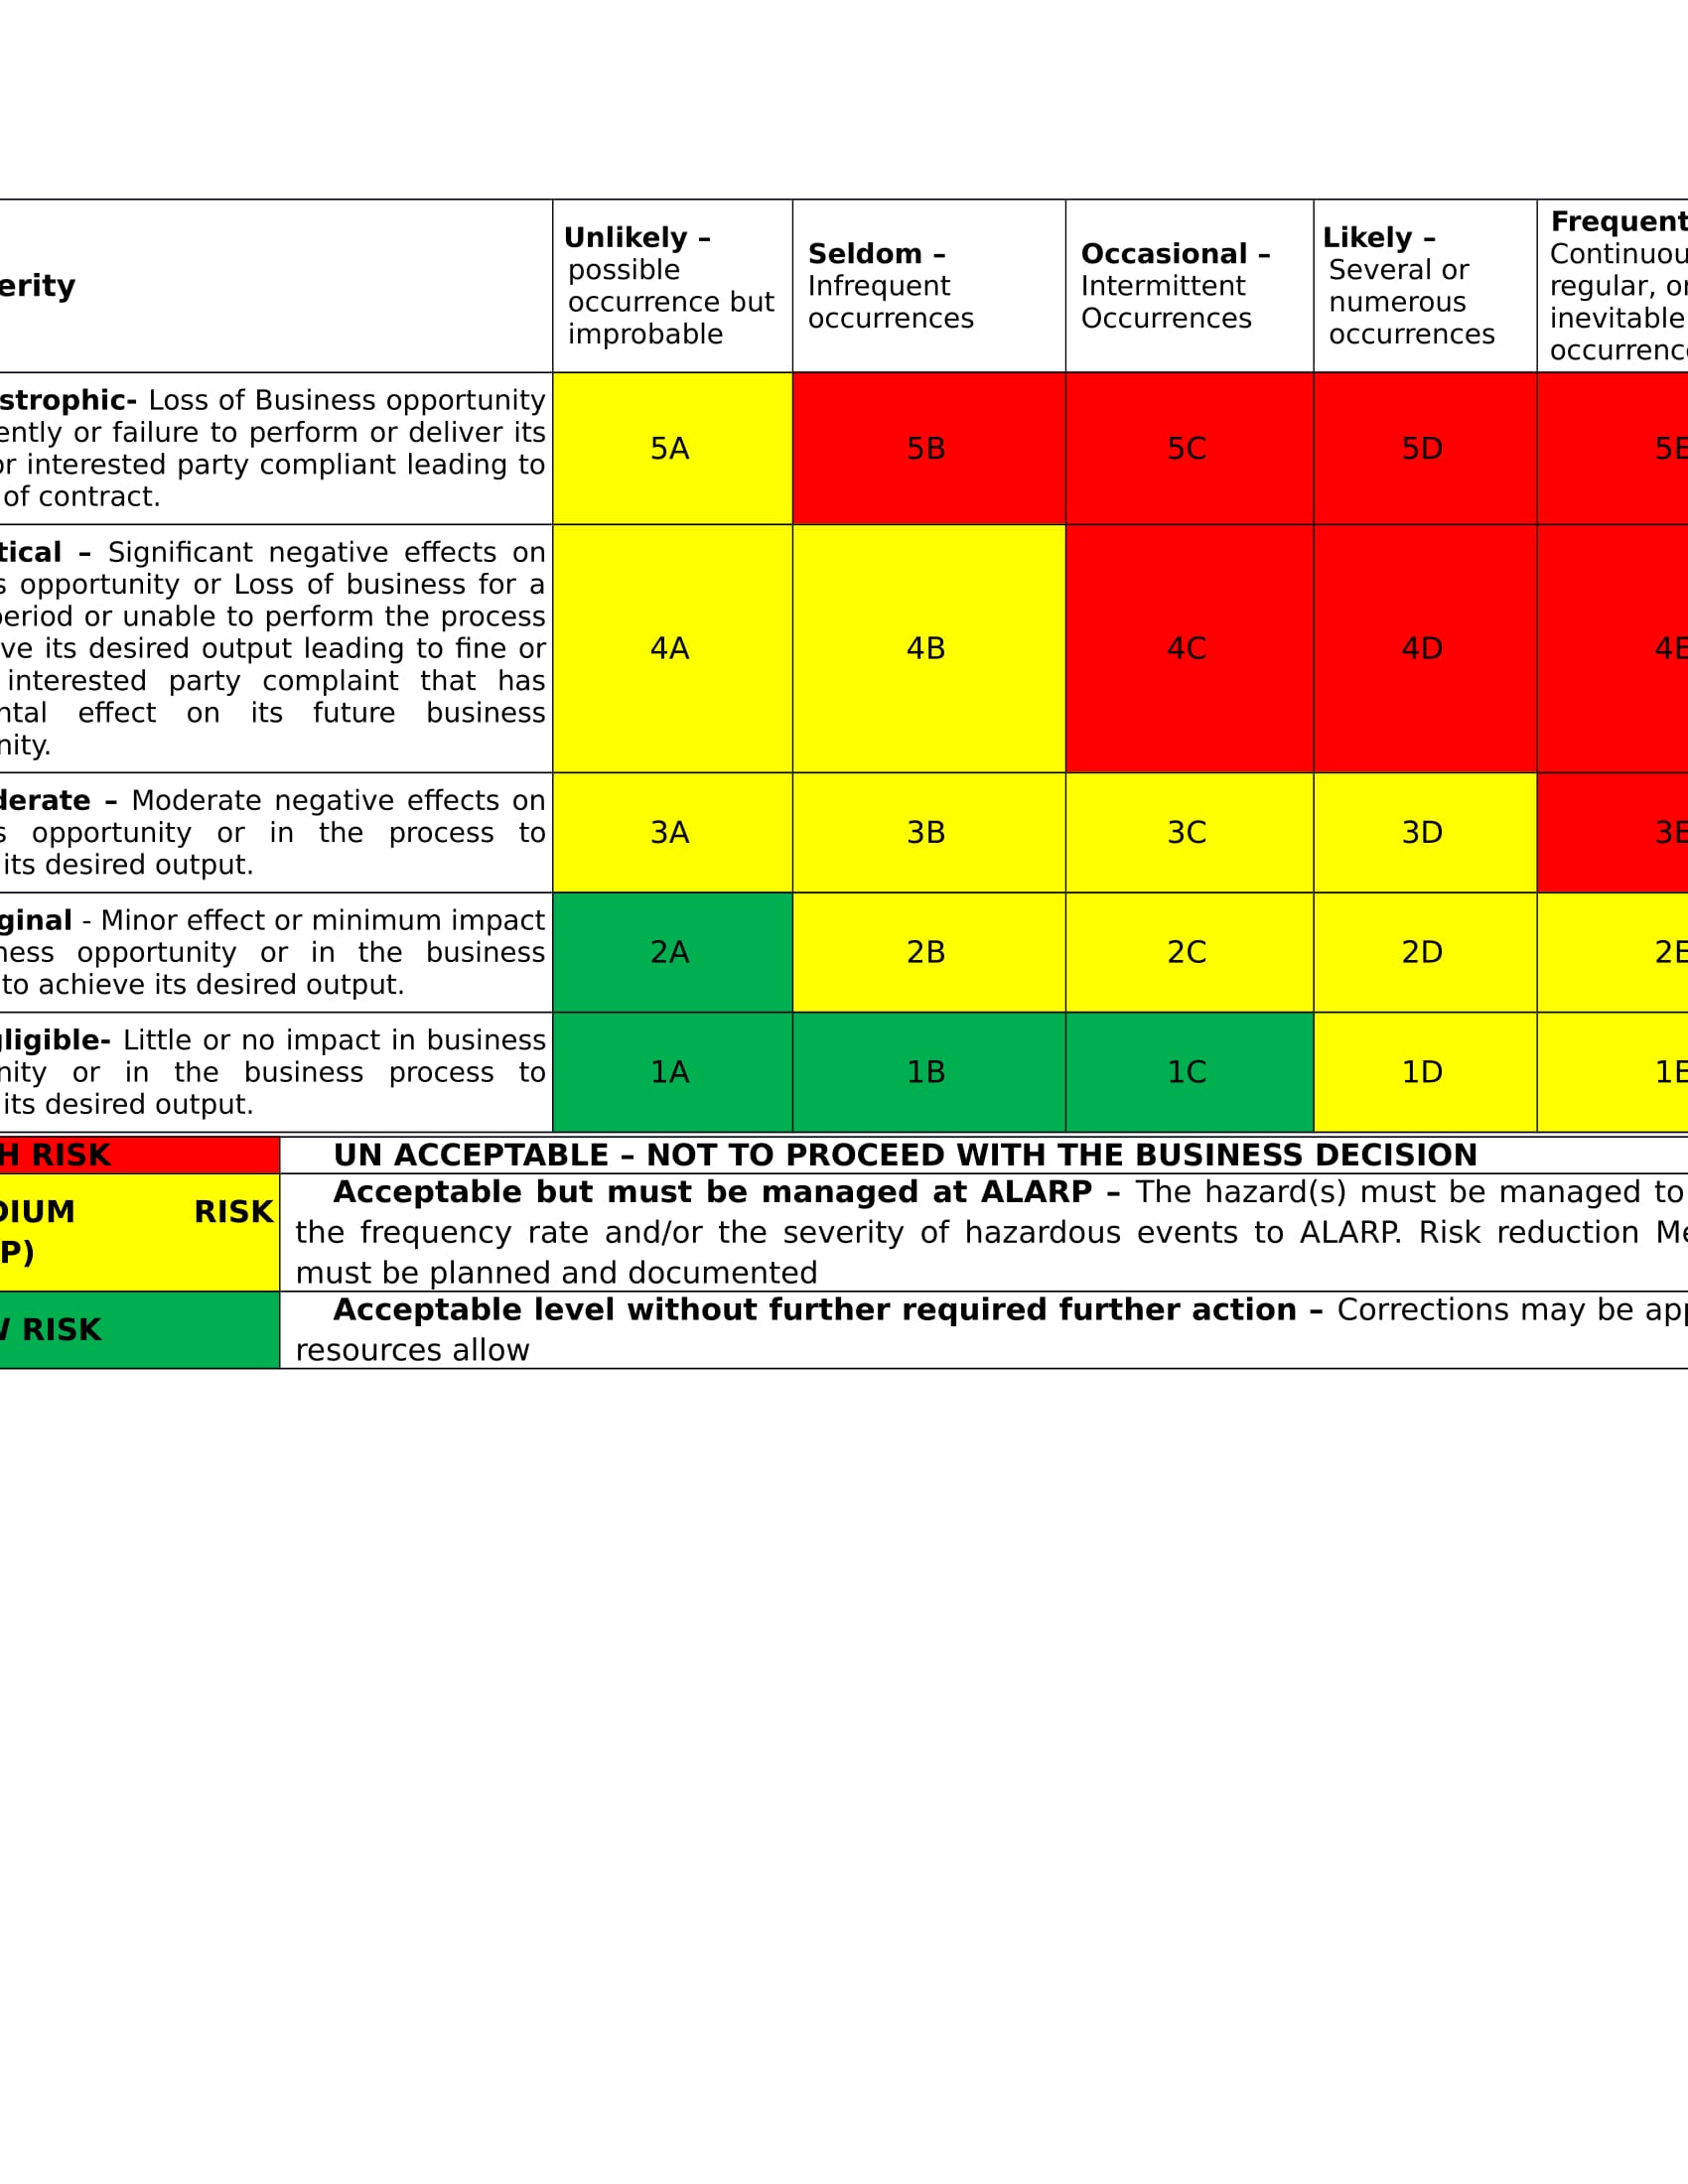 erity
Unlikely –
possible
occurrence but
improbable
Seldom –
Infrequent
occurrences
Occasional –
Intermittent
Occurrences
Likely –
Several or
numerous
occurrences
Frequent
Continuou
regular, or
inevitable
occurrenc
strophic- Loss of Business opportunity
ently or failure to perform or deliver its
or interested party compliant leading to
of contract.
5A
5B
5C
5D
5E
tical – Significant negative effects on
s opportunity or Loss of business for a
period or unable to perform the process
ve its desired output leading to fine or
interested party complaint that has
ntal effect on its future business
nity.
4A
4B
4C
4D
4E
derate – Moderate negative effects on
s opportunity or in the process to
its desired output.
3A
3B
3C
3D
3E
ginal - Minor effect or minimum impact
ness opportunity or in the business
to achieve its desired output.
2A
2B
2C
2D
2E
gligible- Little or no impact in business
nity or in the business process to
its desired output.
1A
1B
1C
1D
1E
H RISK
UN ACCEPTABLE – NOT TO PROCEED WITH THE BUSINESS DECISION
DIUM RISK
P)
Acceptable but must be managed at ALARP – The hazard(s) must be managed to
the frequency rate and/or the severity of hazardous events to ALARP. Risk reduction Me
must be planned and documented
W RISK
Acceptable level without further required further action – Corrections may be app
resources allow